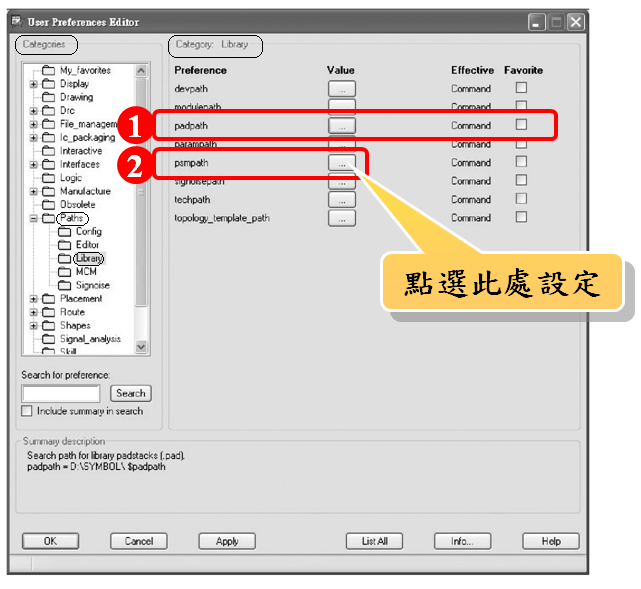 User Preferences Editor
Categories
My_favorites
Display
Drawing
Drc
File_managem
Ic_packaging
Interactive
Interfaces
Logic
Manufacture
Obsolete
Paths
Config
Editor
Library
MCM
Signoise
Placement
Route
Shapes
Signal_analysis
Skill
Search for preference:
Search
Include summary in search
Category: Library
Preference Value Effective Favorite
devpath ... Command
modulepath ... Command
1 padpath ... Command
parampath ... Command
2 psmpath ... Command
signoisepath ... Command
techpath ... Command
topology_template_path ... Command
點選此處設定
Summary description
Search path for library padstacks (.pad).
padpath = D:\SYMBOL\ $padpath
OK Cancel Apply List All Info... Help